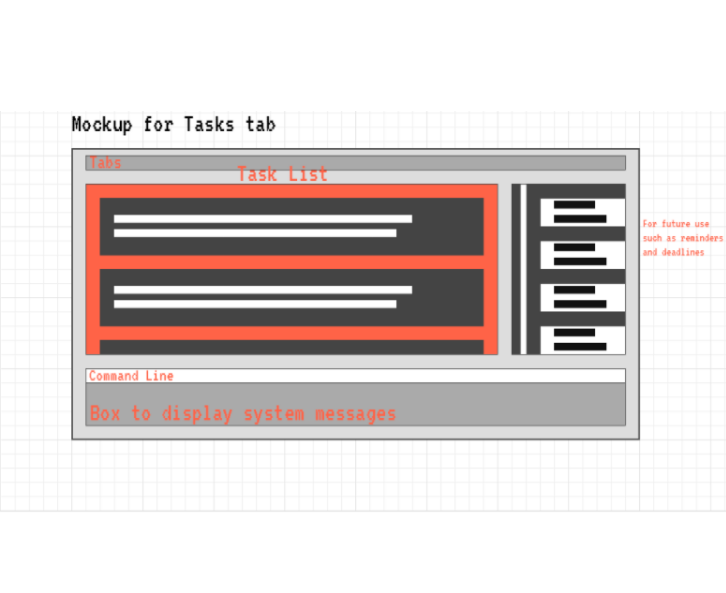 Mockup for Tasks tab
Tabs
Task List
For future use
such as reminders
and deadlines
Command Line
Box to display system messages